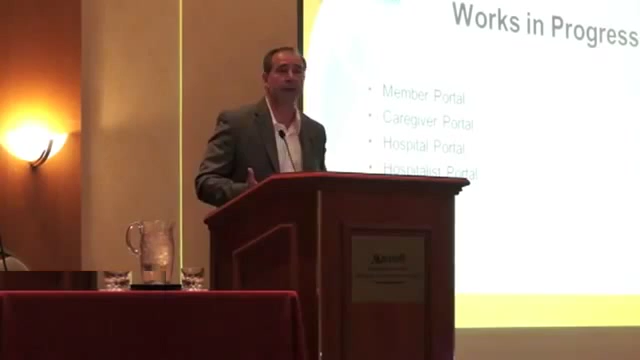 Works in Progress
• Member Portal
• Caregiver Portal
• Hospital Portal
• Hospitalist Portal
Marriott